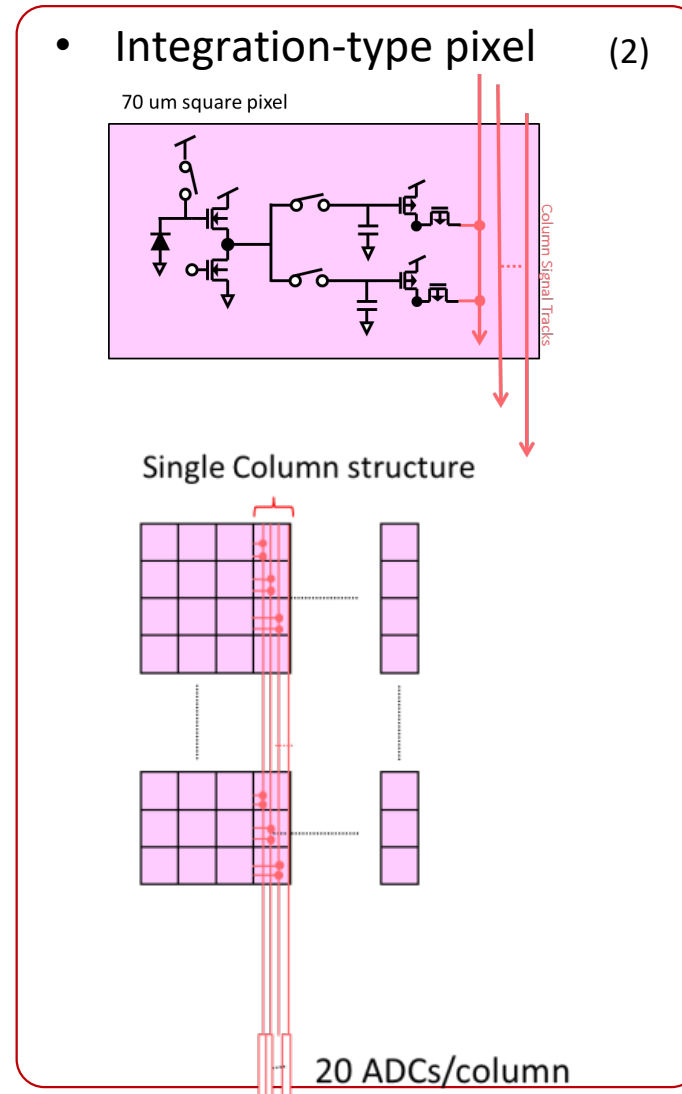 • Integration-type pixel (2)
70 um square pixel
Column Signal Tracks
Single Column structure
20 ADCs/column